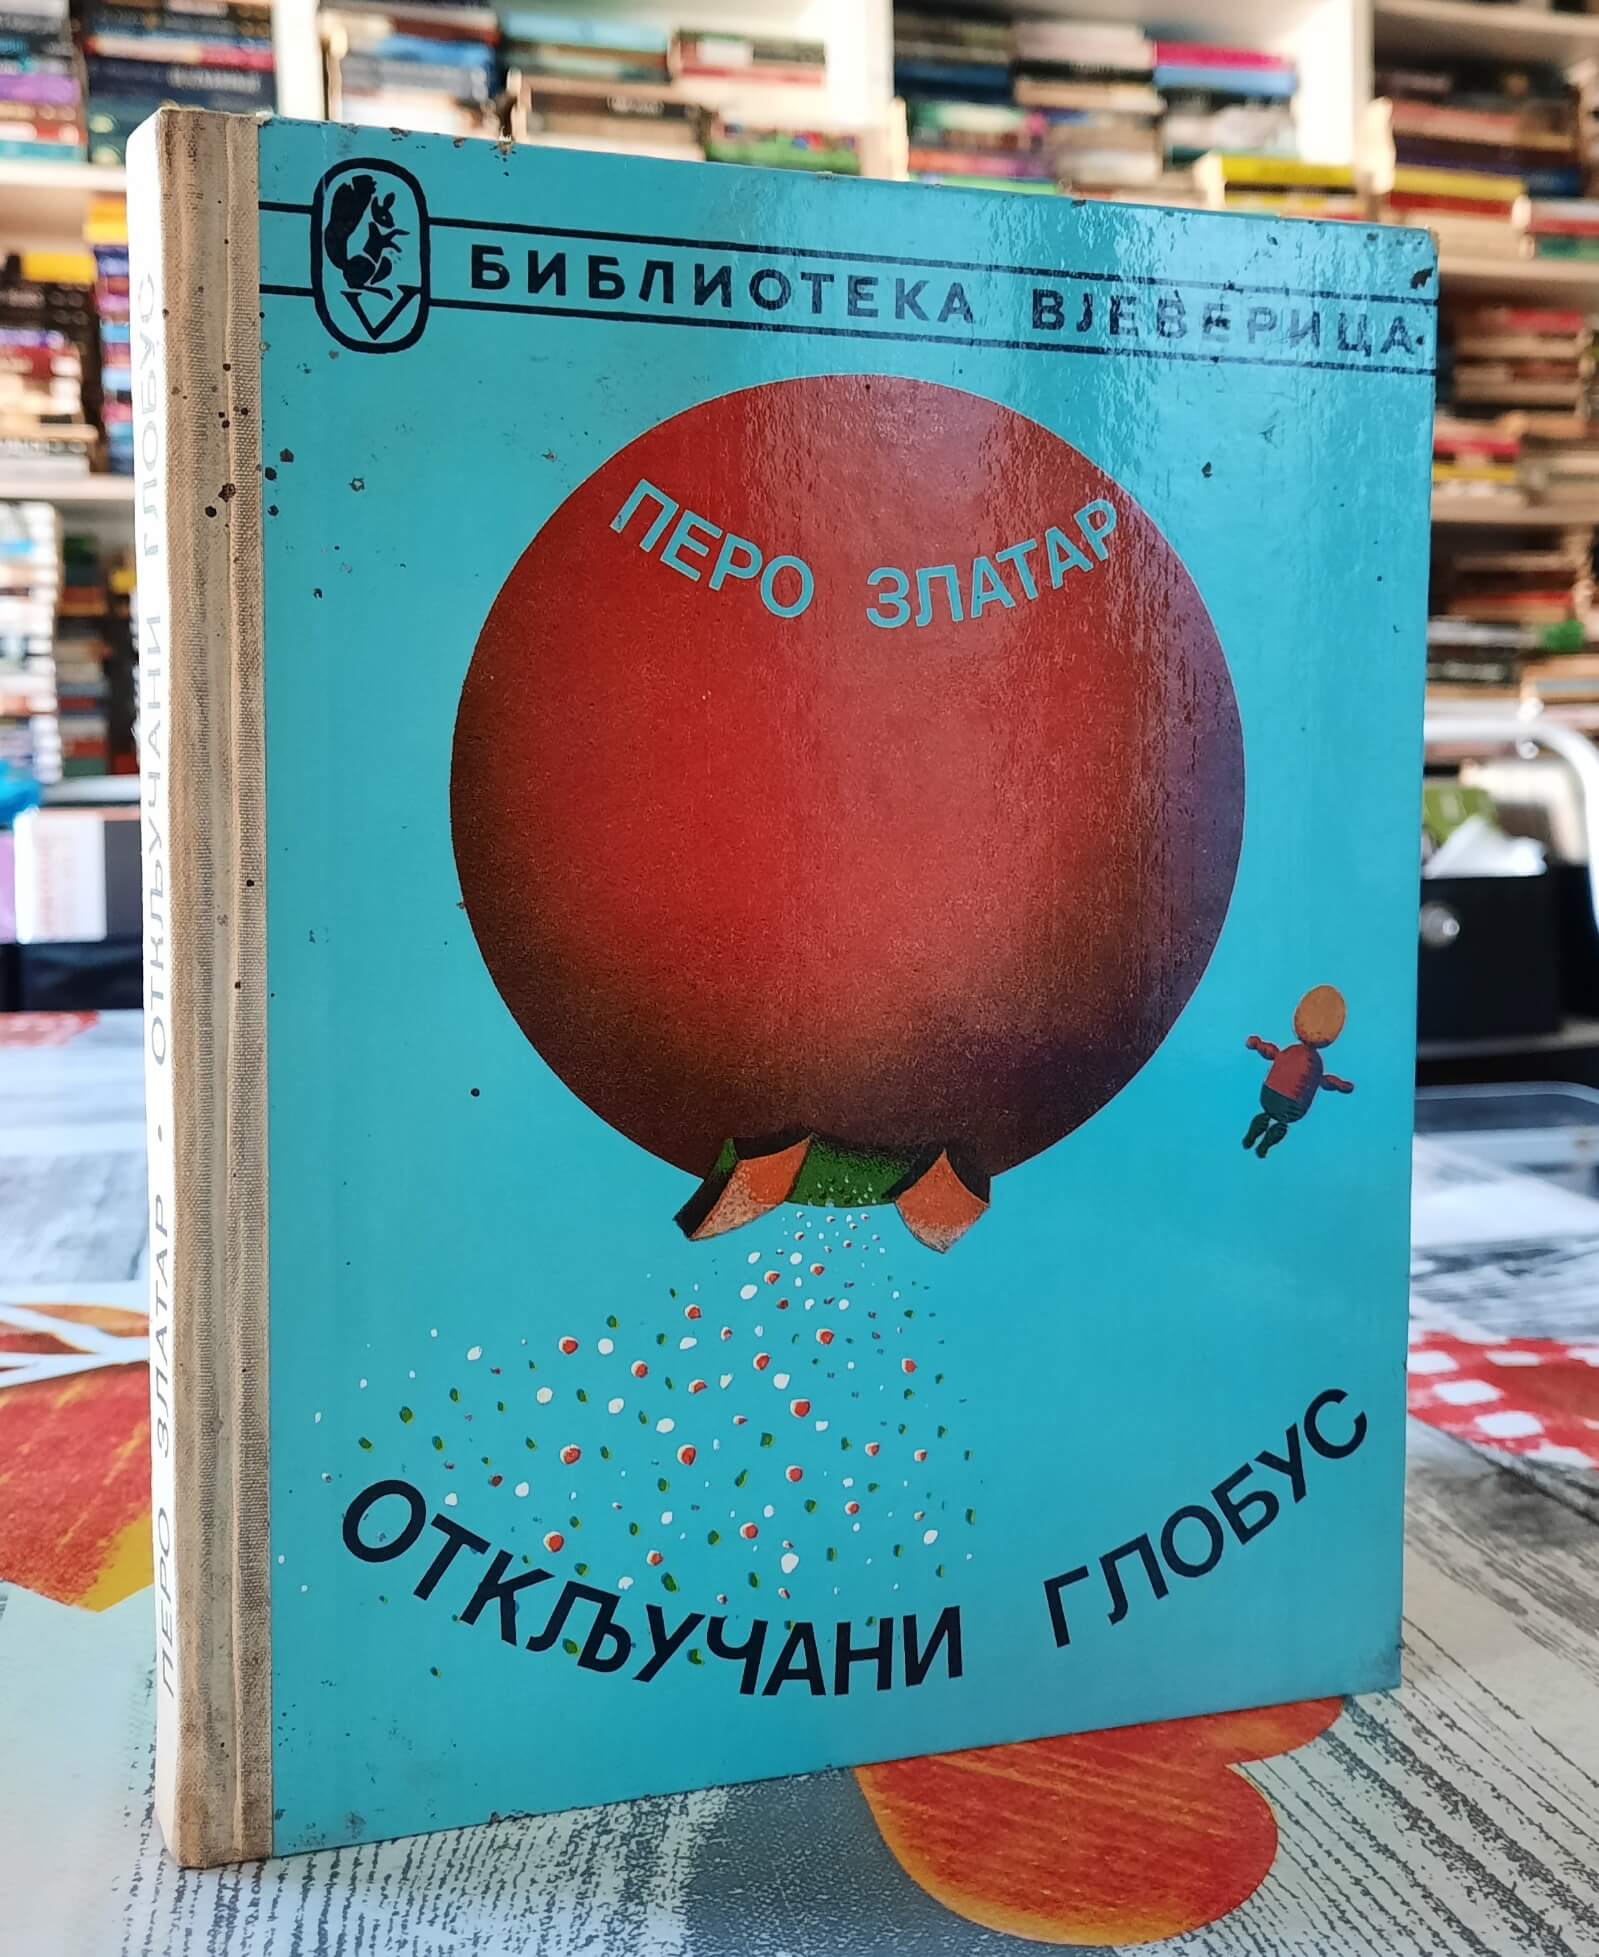 БИБЛИОТЕКА ВЈЕВЕРИЦА
V
ПЕРО ЗЛАТАР
ОТКЉУЧАНИ ГЛОБУС
ПЕРО ЗЛАТАР • ОТКЉУЧАНИ ГЛОБУС